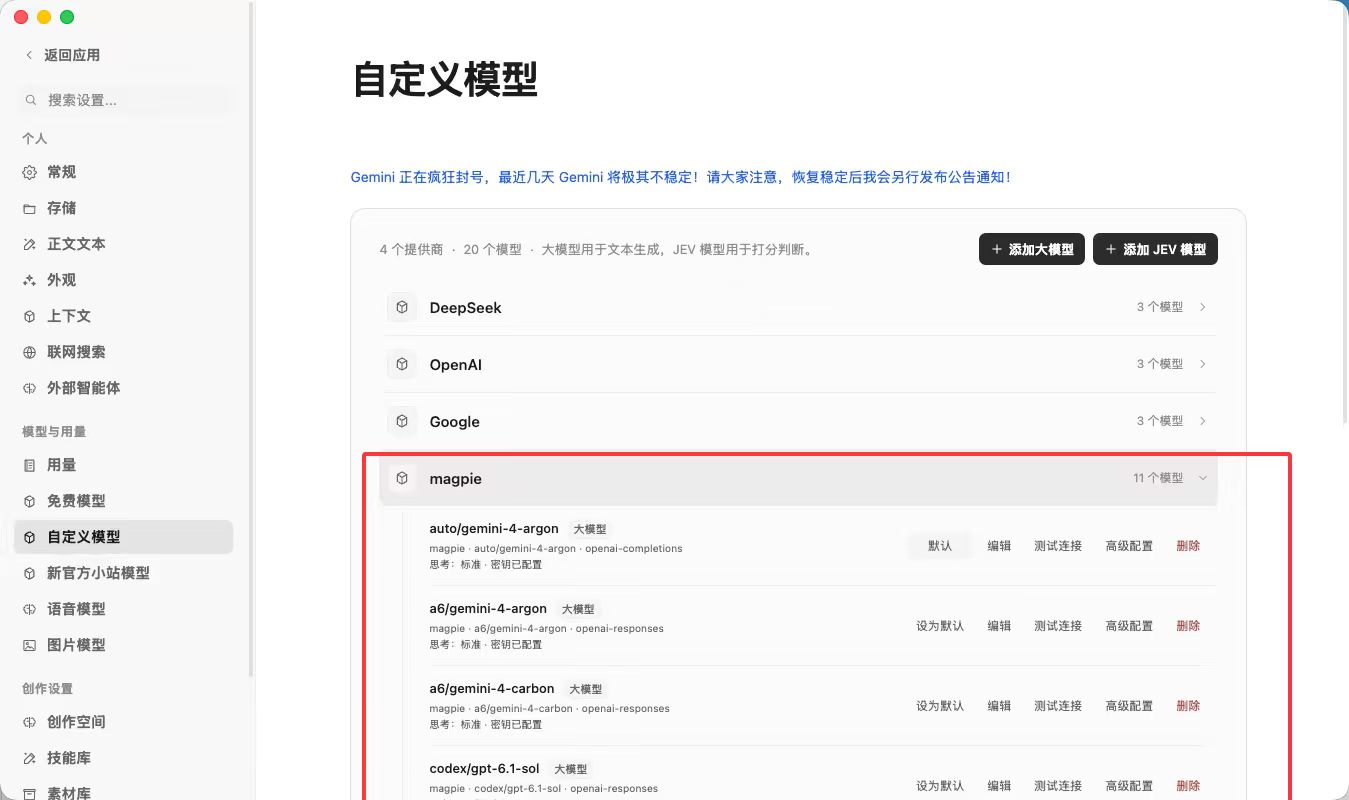 返回应用
搜索设置...
个人
常规
存储
正文文本
外观
上下文
联网搜索
外部智能体
模型与用量
用量
免费模型
自定义模型
新官方小站模型
语音模型
图片模型
创作设置
创作空间
技能库
素材库
自定义模型
Gemini 正在疯狂封号，最近几天 Gemini 将极其不稳定！请大家注意，恢复稳定后我会另行发布公告通知！
4 个提供商 · 20 个模型 · 大模型用于文本生成，JEV 模型用于打分判断。
+ 添加大模型
+ 添加 JEV 模型
DeepSeek 3 个模型
OpenAI 3 个模型
Google 3 个模型
magpie 11 个模型
auto/gemini-4-argon 大模型
magpie · auto/gemini-4-argon · openai-completions
思考：标准 · 密钥已配置
默认 编辑 测试连接 高级配置 删除
a6/gemini-4-argon 大模型
magpie · a6/gemini-4-argon · openai-responses
思考：标准 · 密钥已配置
设为默认 编辑 测试连接 高级配置 删除
a6/gemini-4-carbon 大模型
magpie · a6/gemini-4-carbon · openai-responses
思考：标准 · 密钥已配置
设为默认 编辑 测试连接 高级配置 删除
codex/gpt-6.1-sol 大模型
magpie · codex/gpt-6.1-sol · openai-responses
设为默认 编辑 测试连接 高级配置 删除